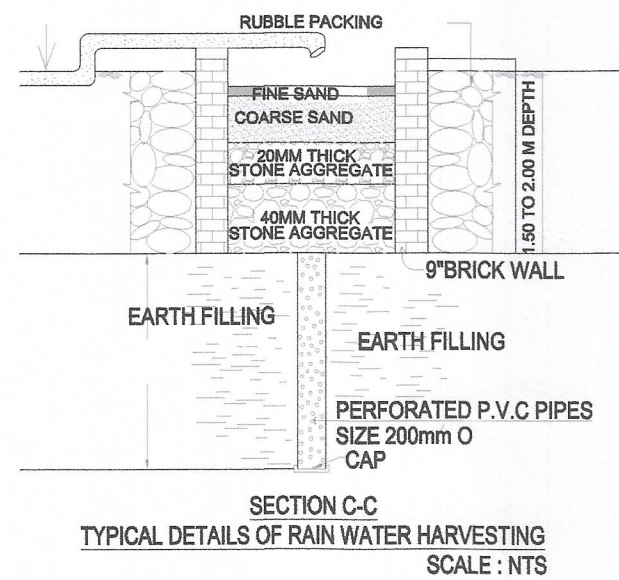 RUBBLE PACKING
FINE SAND
COARSE SAND
20MM THICK
STONE AGGREGATE
40MM THICK
STONE AGGREGATE
1.50 TO 2.00 M DEPTH
9"BRICK WALL
EARTH FILLING
EARTH FILLING
PERFORATED P.V.C PIPES
SIZE 200mm O
CAP
SECTION C-C
TYPICAL DETAILS OF RAIN WATER HARVESTING
SCALE : NTS